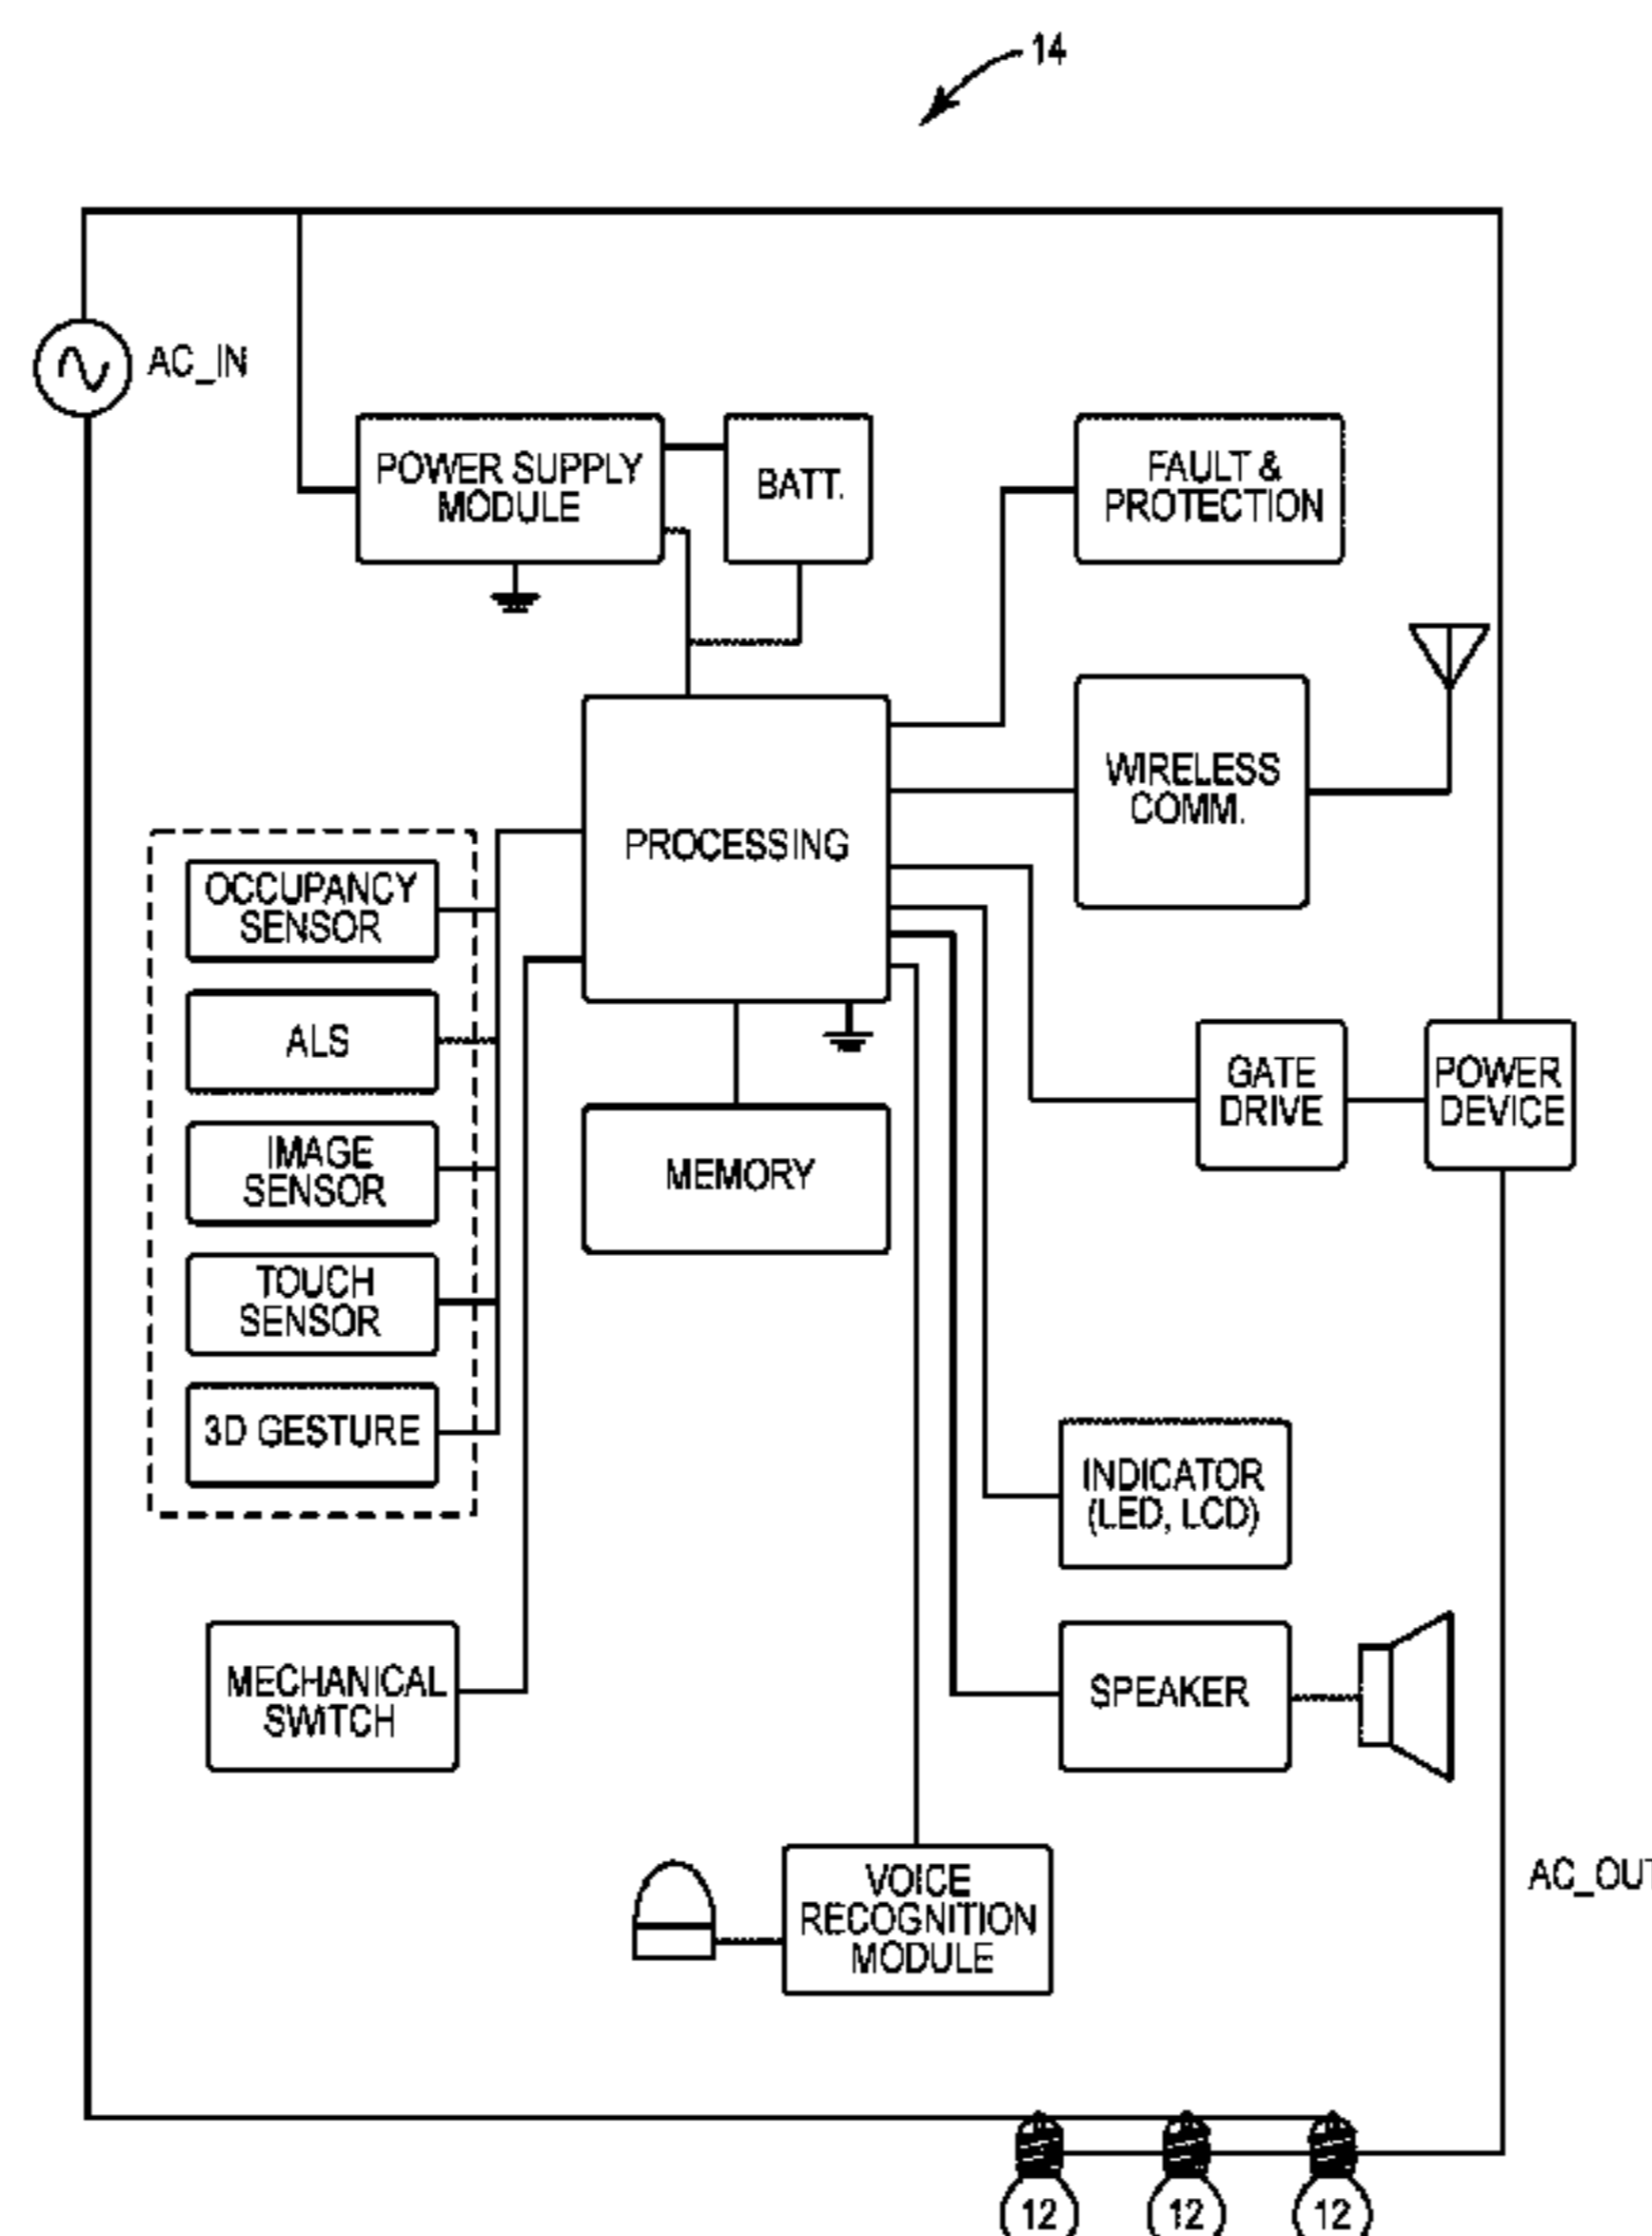 14
AC_IN
POWER SUPPLY
MODULE
BATT.
FAULT &
PROTECTION
WIRELESS
COMM.
PROCESSING
OCCUPANCY
SENSOR
ALS
IMAGE
SENSOR
TOUCH
SENSOR
3D GESTURE
MEMORY
GATE
DRIVE
POWER
DEVICE
INDICATOR
(LED, LCD)
MECHANICAL
SWITCH
SPEAKER
VOICE
RECOGNITION
MODULE
AC_OUT
12
12
12